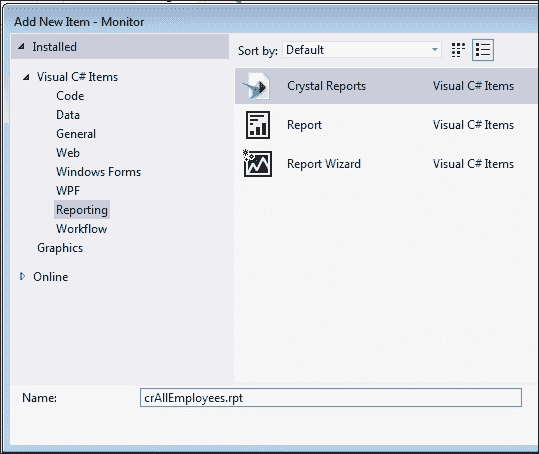 Add New Item - Monitor
Installed
Sort by: Default
Visual C# Items
Code
Data
General
Web
Windows Forms
WPF
Reporting
Workflow
Graphics
Online
Crystal Reports Visual C# Items
Report Visual C# Items
Report Wizard Visual C# Items
Name: crAllEmployees.rpt